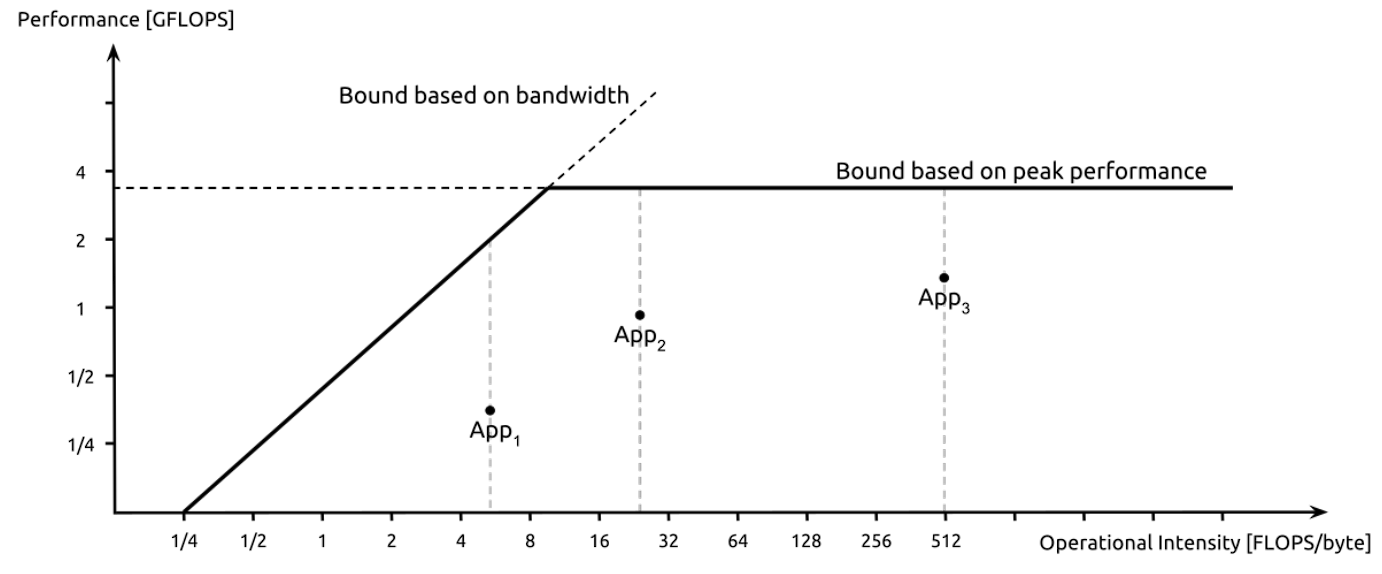 Performance [GFLOPS]
Bound based on bandwidth
4
Bound based on peak performance
2
1
App3
App2
1/2
App1
1/4
1/4 1/2 1 2 4 8 16 32 64 128 256 512 Operational Intensity [FLOPS/byte]